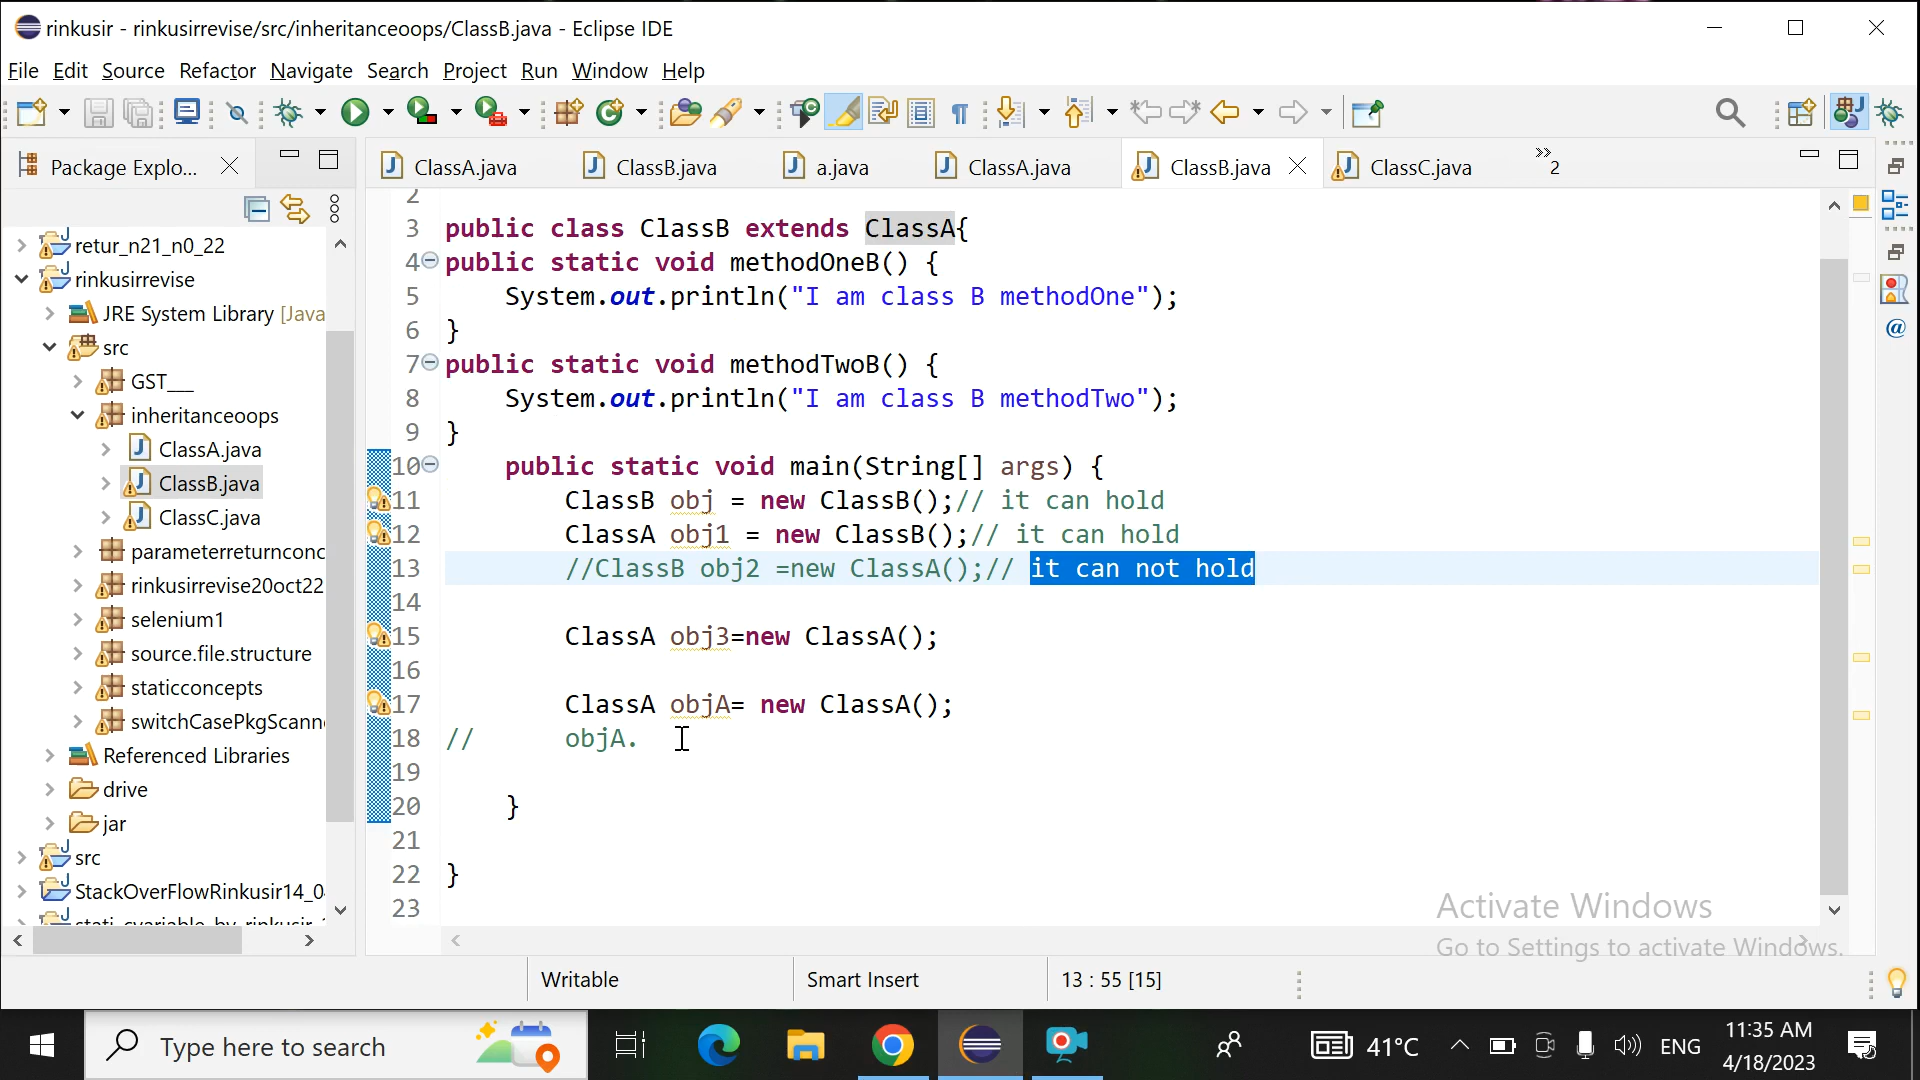 rinkusir - rinkusirrevise/src/inheritanceoops/ClassB.java - Eclipse IDE
File Edit Source Refactor Navigate Search Project Run Window Help
Package Explo...
ClassA.java
ClassB.java
a.java
ClassA.java
ClassB.java
ClassC.java
»2
retur_n21_n0_22
rinkusirrevise
JRE System Library [Java
src
GST___
inheritanceoops
ClassA.java
ClassB.java
ClassC.java
parameterreturnconc
rinkusirrevise20oct22
selenium1
source.file.structure
staticconcepts
switchCasePkgScann
Referenced Libraries
drive
jar
src
StackOverFlowRinkusir14_0
2
3 public class ClassB extends ClassA{
4 public static void methodOneB() {
5 System.out.println("I am class B methodOne");
6 }
7 public static void methodTwoB() {
8 System.out.println("I am class B methodTwo");
9 }
10 public static void main(String[] args) {
11 ClassB obj = new ClassB();// it can hold
12 ClassA obj1 = new ClassB();// it can hold
13 //ClassB obj2 =new ClassA();// it can not hold
14
15 ClassA obj3=new ClassA();
16
17 ClassA objA= new ClassA();
18 // objA.
19
20 }
21
22 }
23
Activate Windows
Go to Settings to activate Windows.
Writable
Smart Insert
13 : 55 [15]
Type here to search
41°C
ENG
11:35 AM
4/18/2023